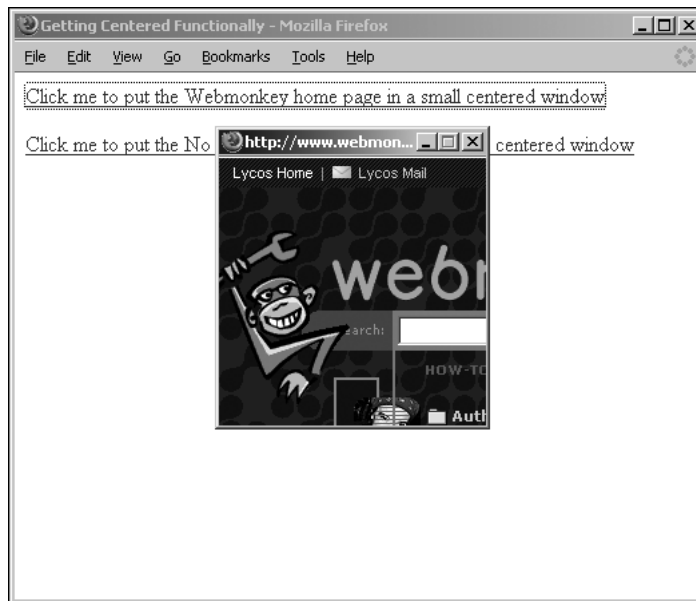 Getting Centered Functionally - Mozilla Firefox
File Edit View Go Bookmarks Tools Help
Click me to put the Webmonkey home page in a small centered window
Click me to put the No centered window
http://www.webmon...
Lycos Home | Lycos Mail
webm
earch:
HOW-TO
Auth